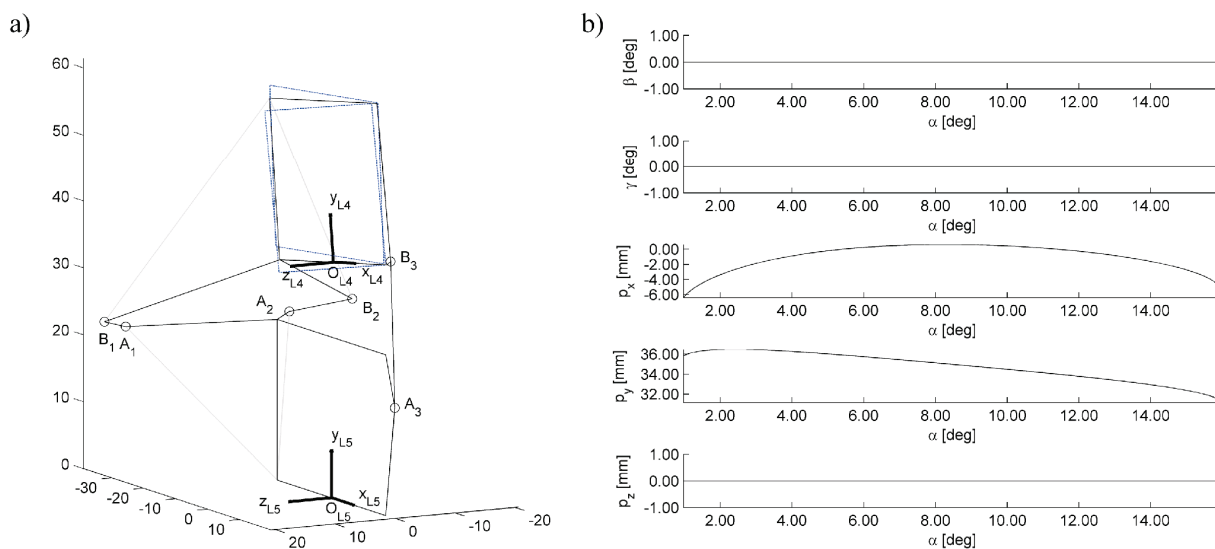 a)
60
50
40
30
20
10
0
-30
-20
-10
0
10
20
20
10
0
-10
-20
y_L4
z_L4
O_L4
x_L4
B_3
A_2
B_2
B_1 A_1
A_3
y_L5
z_L5
O_L5
x_L5
b)
β [deg]
1.00
0.00
-1.00
2.00 4.00 6.00 8.00 10.00 12.00 14.00
α [deg]
γ [deg]
1.00
0.00
-1.00
2.00 4.00 6.00 8.00 10.00 12.00 14.00
α [deg]
p_x [mm]
0.00
-2.00
-4.00
-6.00
2.00 4.00 6.00 8.00 10.00 12.00 14.00
α [deg]
p_y [mm]
36.00
34.00
32.00
2.00 4.00 6.00 8.00 10.00 12.00 14.00
α [deg]
p_z [mm]
1.00
0.00
-1.00
2.00 4.00 6.00 8.00 10.00 12.00 14.00
α [deg]